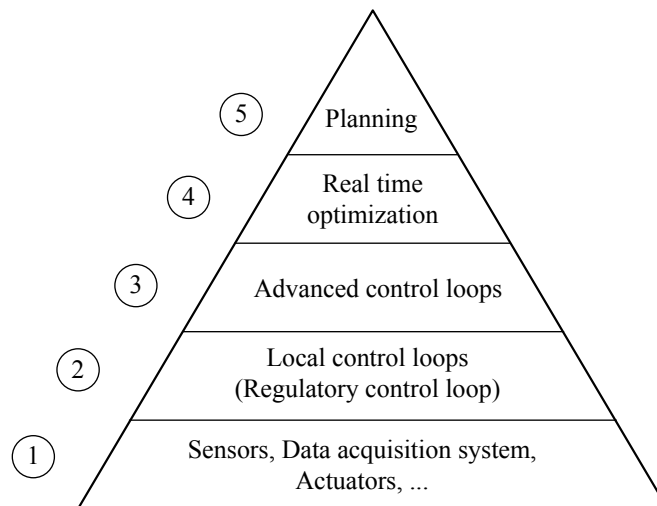 5
Planning
4
Real time
optimization
3
Advanced control loops
2
Local control loops
(Regulatory control loop)
1
Sensors, Data acquisition system,
Actuators, ...